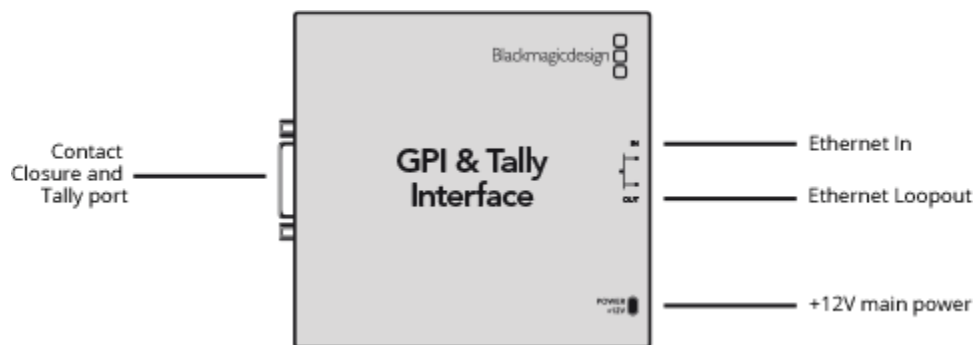 Blackmagicdesign
Contact
Closure and
Tally port
GPI & Tally
Interface
IN
OUT
Ethernet In
Ethernet Loopout
POWER
+12V
+12V main power